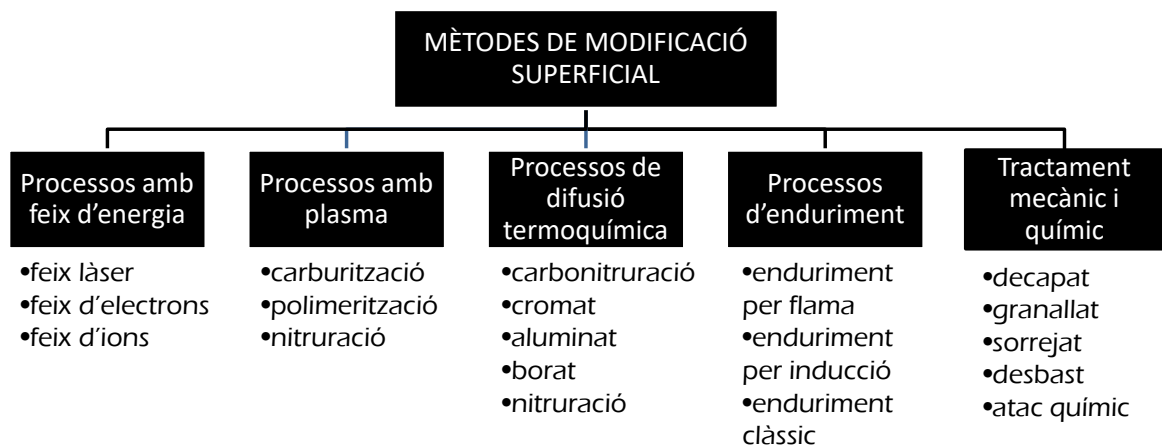 MÈTODES DE MODIFICACIÓ
SUPERFICIAL
Processos amb
feix d'energia
•feix làser
•feix d'electrons
•feix d'ions
Processos amb
plasma
•carburització
•polimerització
•nitruració
Processos de
difusió
termoquímica
•carbonitruració
•cromat
•aluminat
•borat
•nitruració
Processos
d'enduriment
•enduriment
per flama
•enduriment
per inducció
•enduriment
clàssic
Tractament
mecànic i
químic
•decapat
•granallat
•sorrejat
•desbast
•atac químic